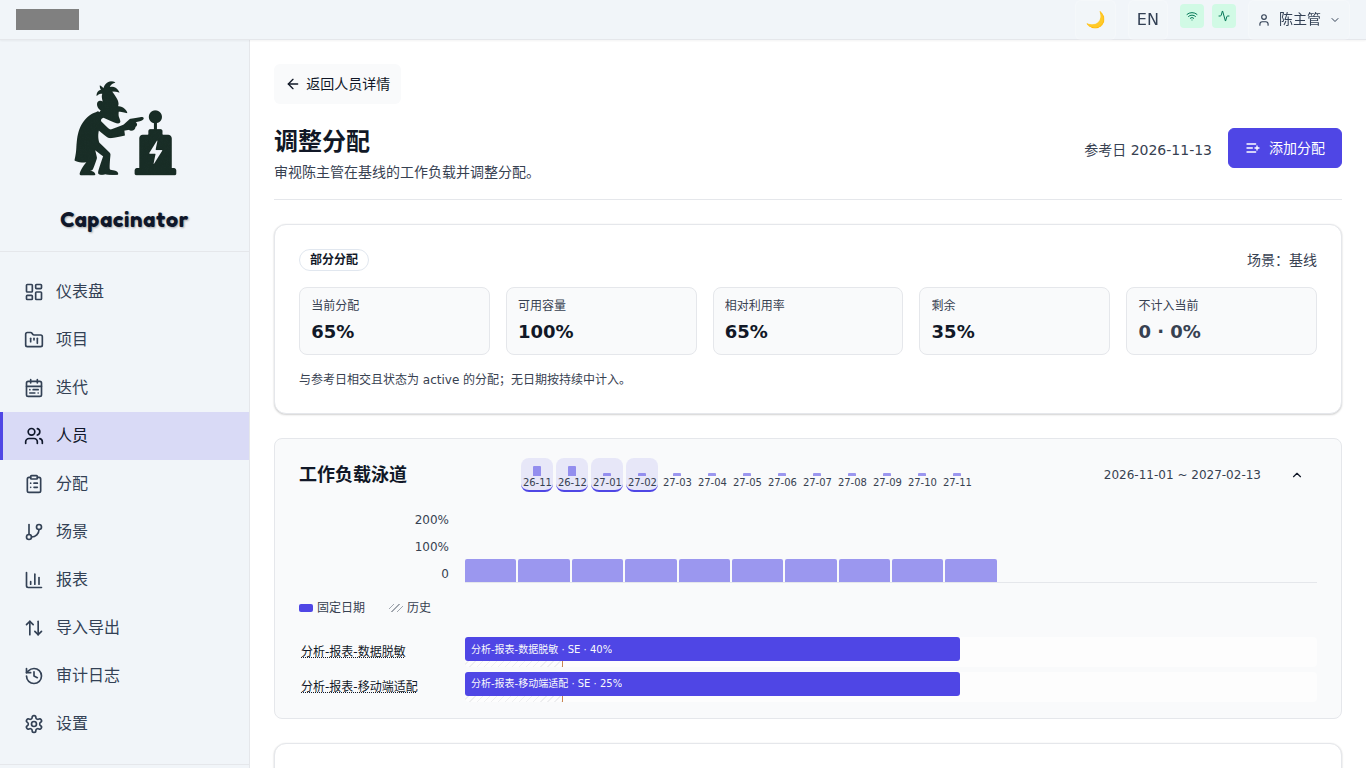 EN
陈主管
Capacinator
仪表盘
项目
迭代
人员
分配
场景
报表
导入导出
审计日志
设置
返回人员详情
调整分配
审视陈主管在基线的工作负载并调整分配。
参考日 2026-11-13
添加分配
部分分配
场景：基线
当前分配
65%
可用容量
100%
相对利用率
65%
剩余
35%
不计入当前
0 · 0%
与参考日相交且状态为 active 的分配；无日期按持续中计入。
工作负载泳道
26-11 26-12 27-01 27-02 27-03 27-04 27-05 27-06 27-07 27-08 27-09 27-10 27-11
2026-11-01 ~ 2027-02-13
200%
100%
0
固定日期 历史
分析-报表-数据脱敏
分析-报表-数据脱敏 · SE · 40%
分析-报表-移动端适配
分析-报表-移动端适配 · SE · 25%